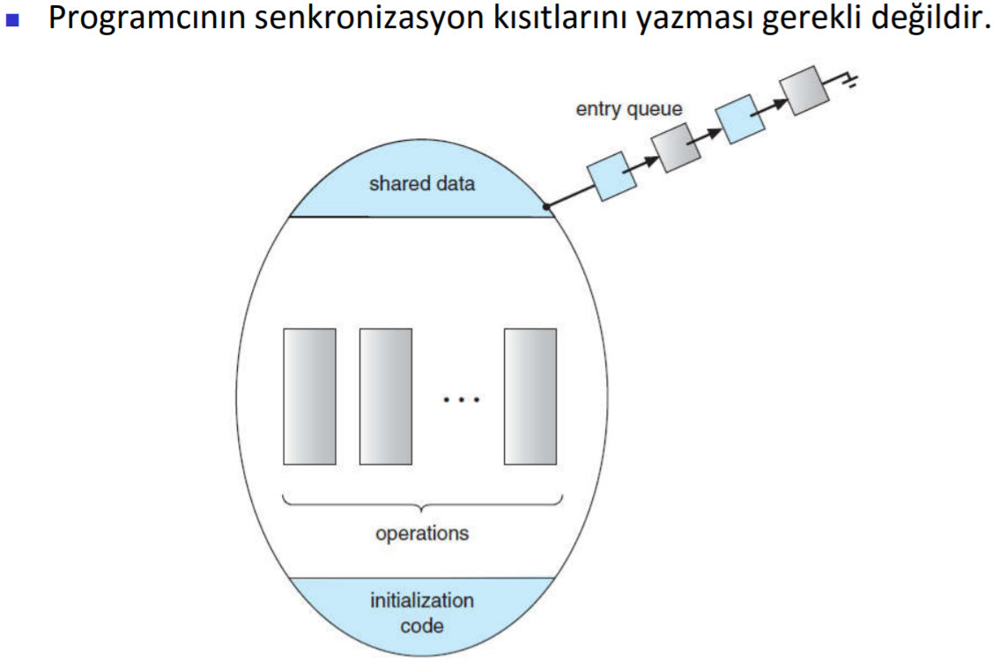 Programcının senkronizasyon kısıtlarını yazması gerekli değildir.
entry queue
shared data
. . .
operations
initialization
code